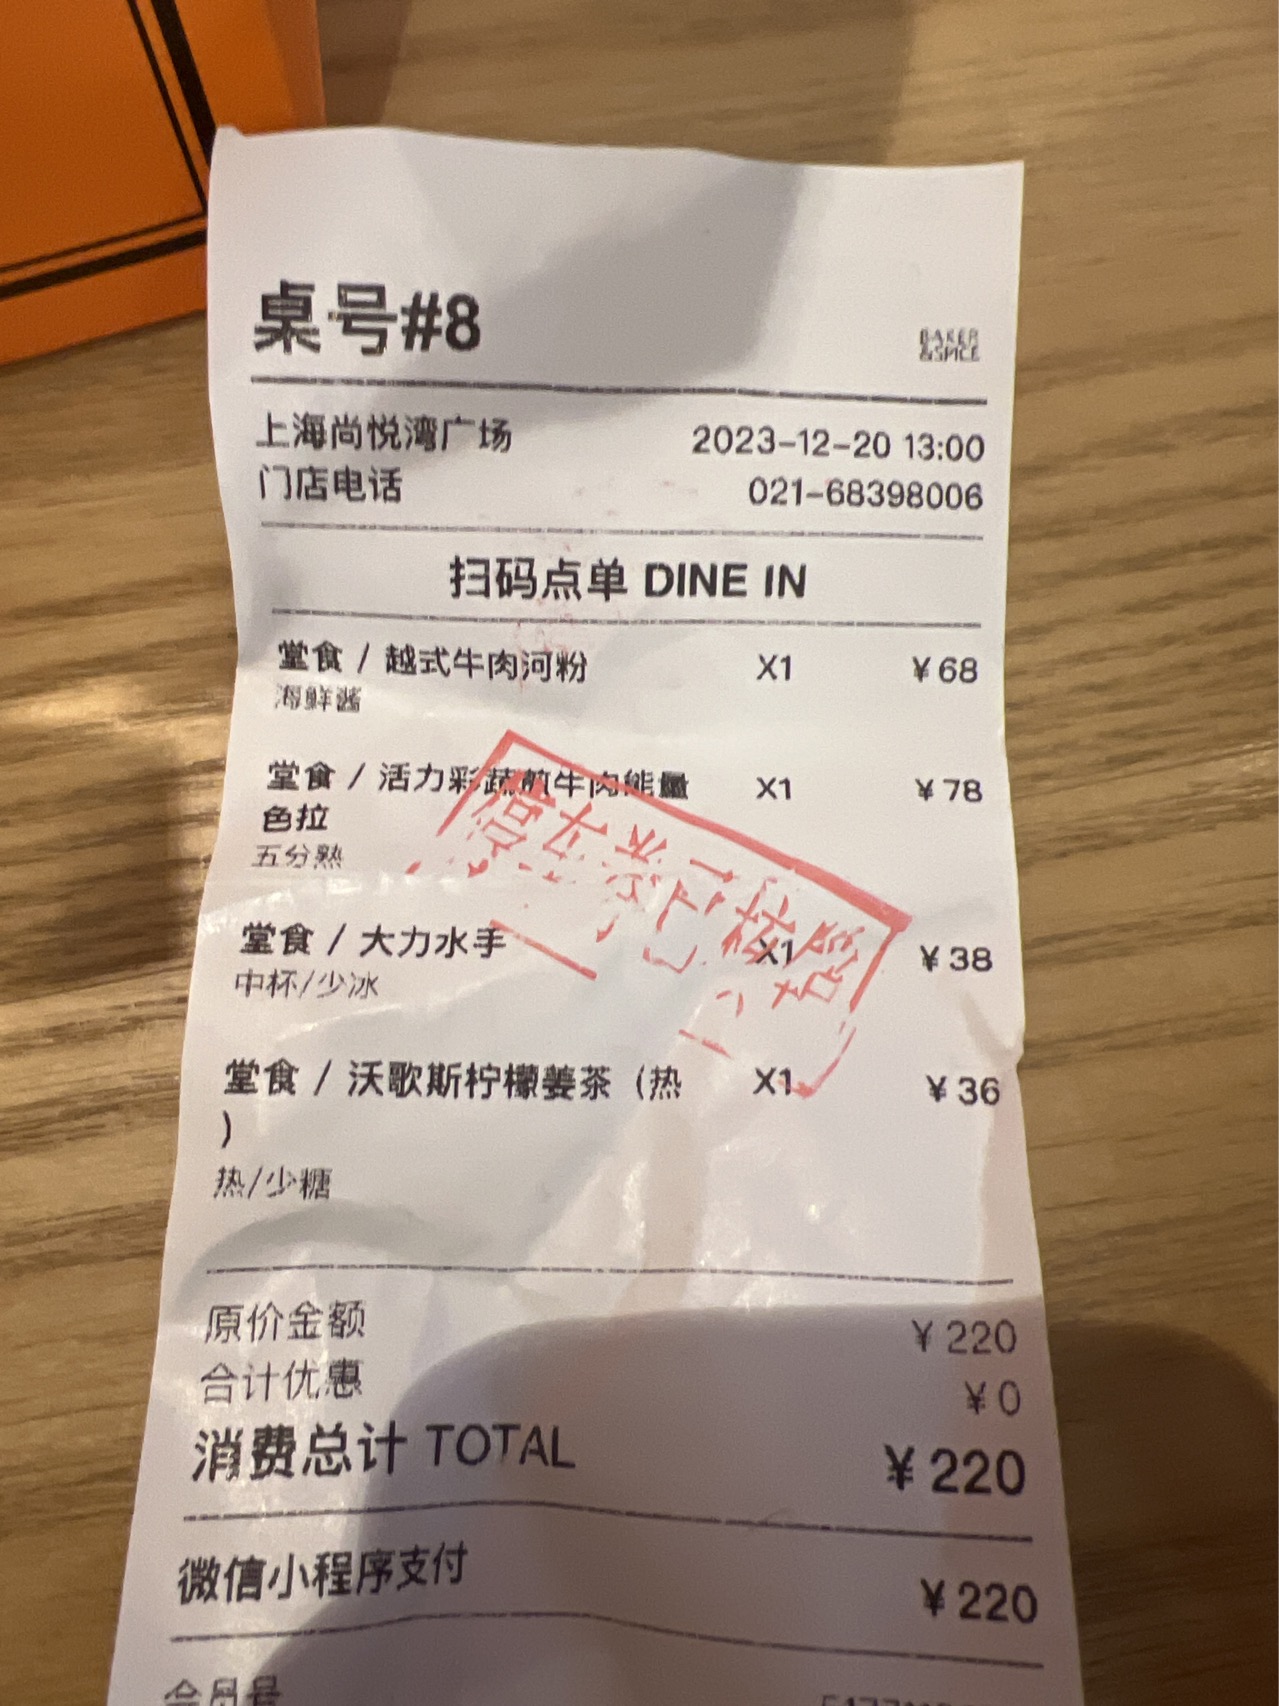 桌号#8
BAKER
&SPICE
上海尚悦湾广场 2023-12-20 13:00
门店电话 021-68398006
扫码点单 DINE IN
堂食 / 越式牛肉河粉 X1 ¥68
海鲜酱
堂食 / 活力彩蔬煎牛肉能量 X1 ¥78
色拉
五分熟
堂食 / 大力水手 X1 ¥38
中杯/少冰
堂食 / 沃歌斯柠檬姜茶（热 X1 ¥36
）
热/少糖
原价金额 ¥220
合计优惠 ¥0
消费总计 TOTAL ¥220
微信小程序支付 ¥220
会员号